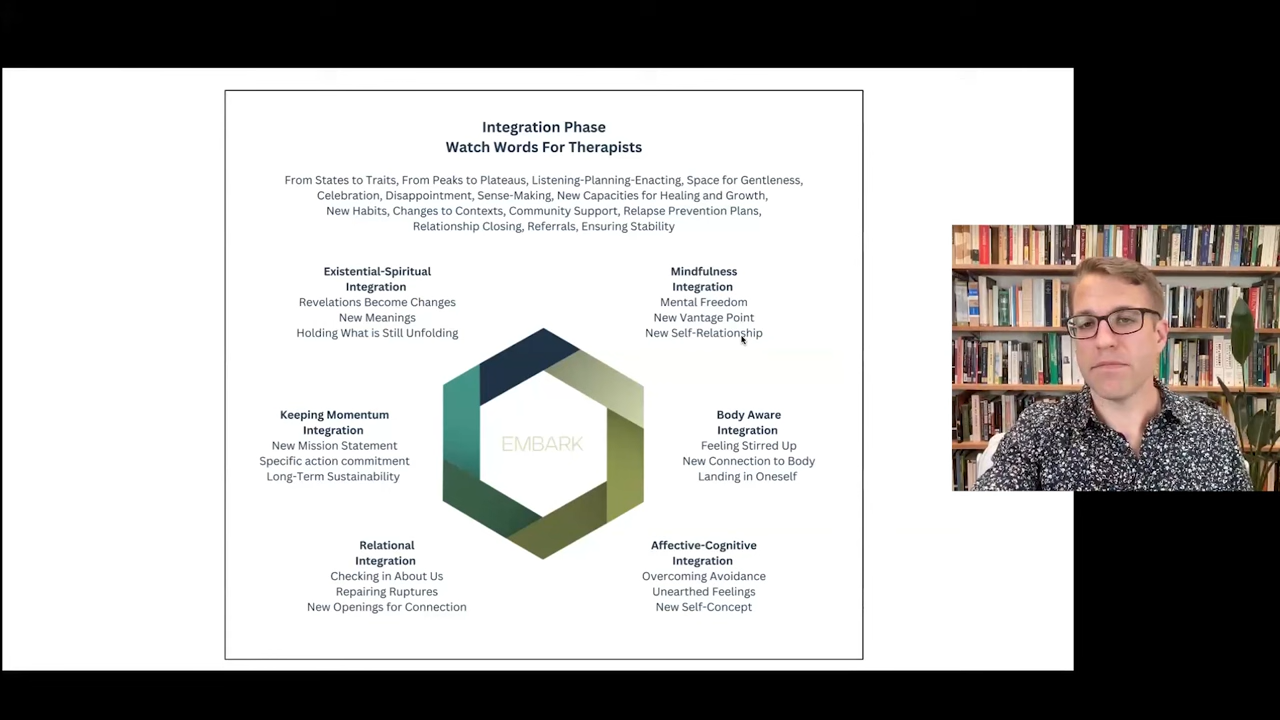 Integration Phase
Watch Words For Therapists
From States to Traits, From Peaks to Plateaus, Listening-Planning-Enacting, Space for Gentleness,
Celebration, Disappointment, Sense-Making, New Capacities for Healing and Growth,
New Habits, Changes to Contexts, Community Support, Relapse Prevention Plans,
Relationship Closing, Referrals, Ensuring Stability
Existential-Spiritual
Integration
Revelations Become Changes
New Meanings
Holding What is Still Unfolding
Mindfulness
Integration
Mental Freedom
New Vantage Point
New Self-Relationship
Keeping Momentum
Integration
New Mission Statement
Specific action commitment
Long-Term Sustainability
EMBARK
Body Aware
Integration
Feeling Stirred Up
New Connection to Body
Landing in Oneself
Relational
Integration
Checking in About Us
Repairing Ruptures
New Openings for Connection
Affective-Cognitive
Integration
Overcoming Avoidance
Unearthed Feelings
New Self-Concept